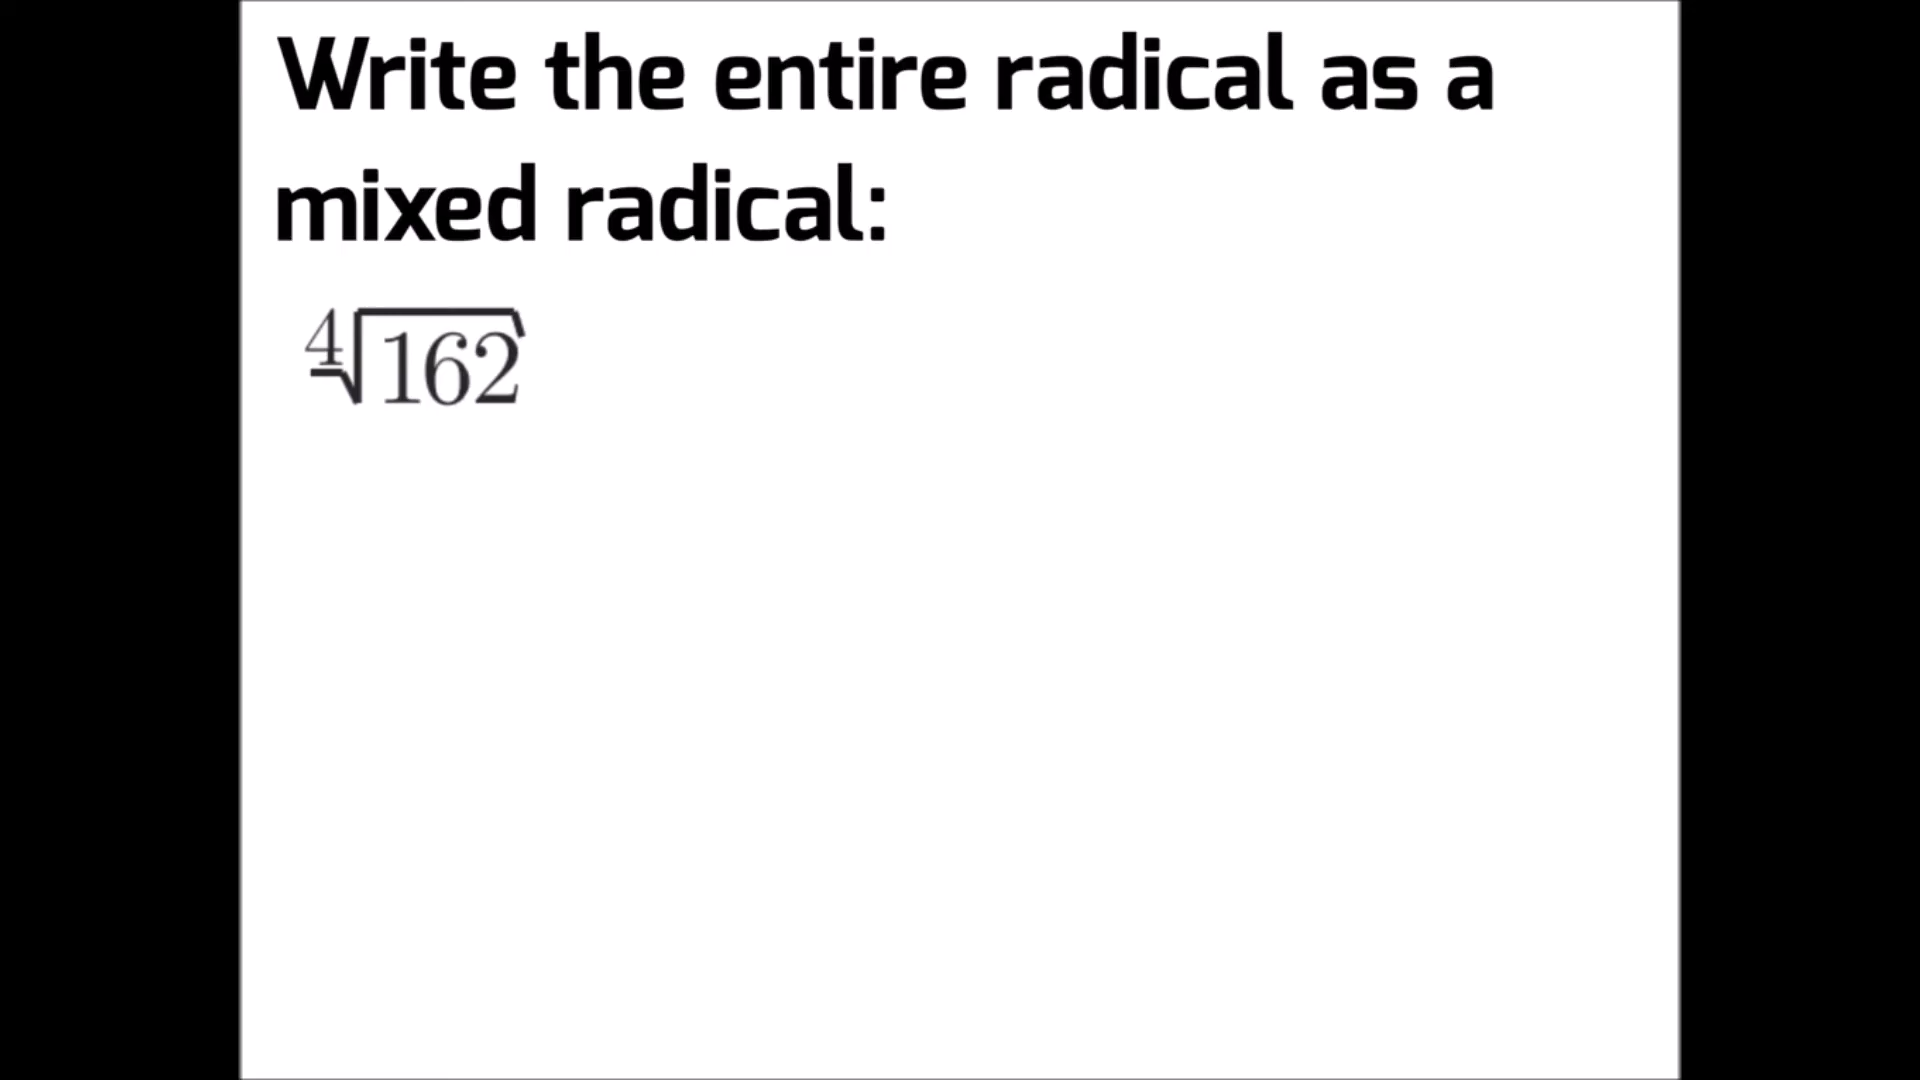 Write the entire radical as a
mixed radical:
∜162